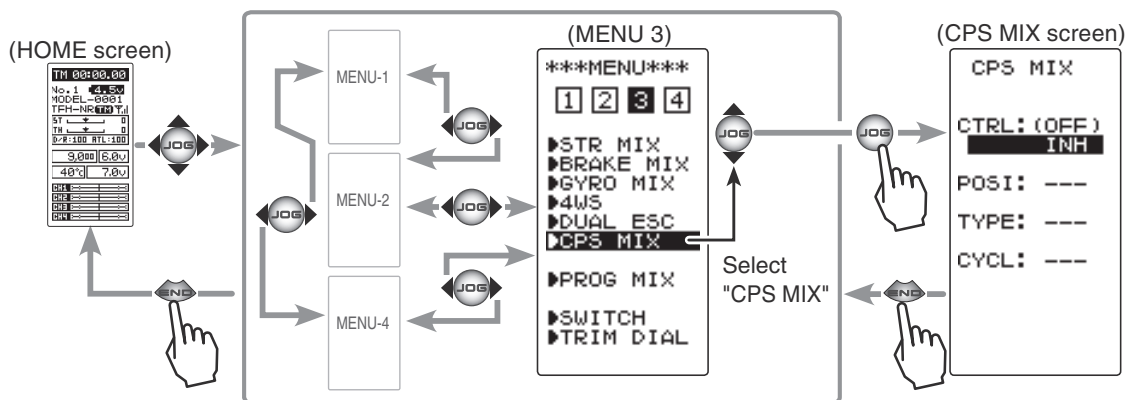 (HOME screen)
TM 00:00.00
No.1 4.5v
MODEL-0001
TFH-NR TM
ST 0
TH 0
D/R:100 ATL:100
6.0v
40°c 7.0v
CH1
CH2
CH3
CH4
JOG
END
MENU-1
MENU-2
MENU-4
JOG
JOG
JOG
JOG
(MENU 3)
***MENU***
1 2 3 4
STR MIX
BRAKE MIX
GYRO MIX
4WS
DUAL ESC
CPS MIX
PROG MIX
SWITCH
TRIM DIAL
JOG
Select
"CPS MIX"
JOG
END
(CPS MIX screen)
CPS MIX
CTRL:(OFF)
INH
POSI: ---
TYPE: ---
CYCL: ---